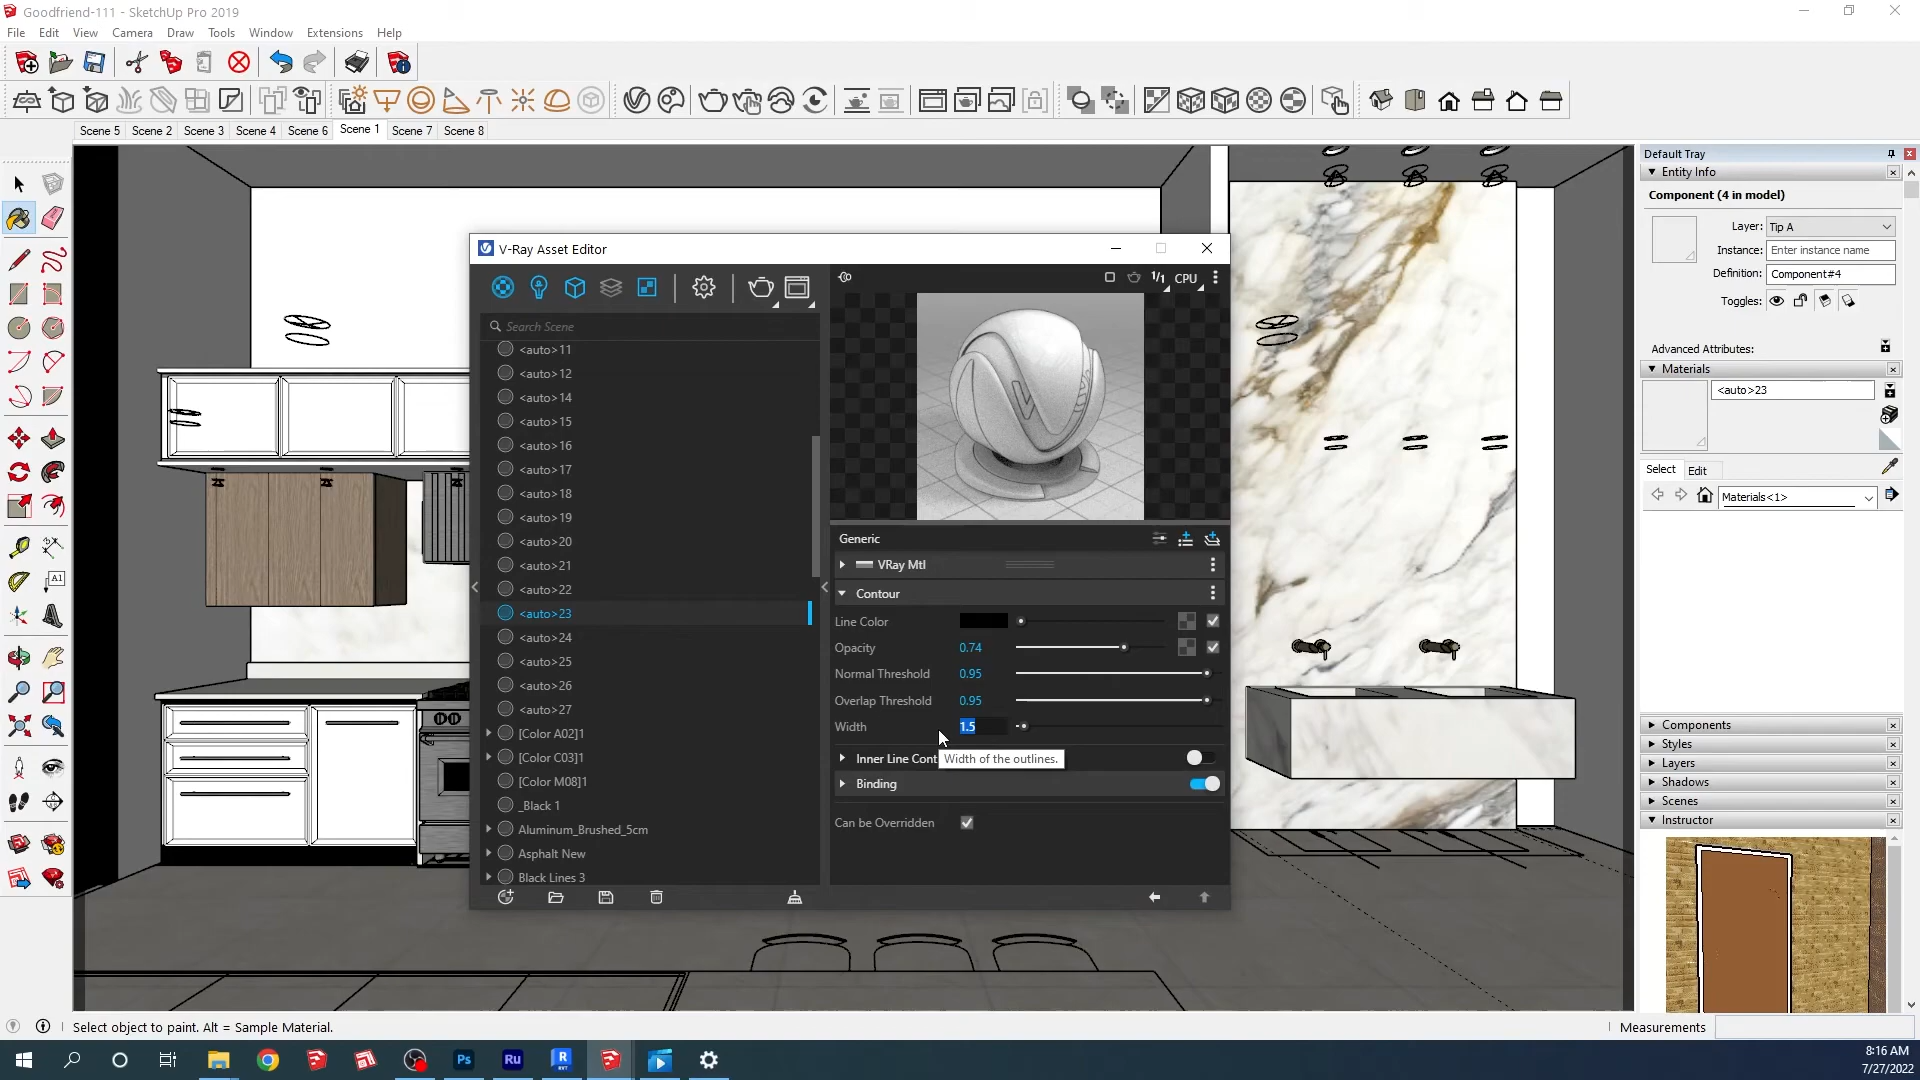 Goodfriend-111 - SketchUp Pro 2019
File Edit View Camera Draw Tools Window Extensions Help
Scene 5 Scene 2 Scene 3 Scene 4 Scene 6 Scene 1 Scene 7 Scene 8
V-Ray Asset Editor
Search Scene
<auto>11
<auto>12
<auto>14
<auto>15
<auto>16
<auto>17
<auto>18
<auto>19
<auto>20
<auto>21
<auto>22
<auto>23
<auto>24
<auto>25
<auto>26
<auto>27
[Color A02]1
[Color C03]1
[Color M08]1
_Black 1
Aluminum_Brushed_5cm
Asphalt New
Black Lines 3
1/1 CPU
Generic
VRay Mtl
Contour
Line Color
Opacity 0.74
Normal Threshold 0.95
Overlap Threshold 0.95
Width 1.5
Inner Line Cont
Width of the outlines.
Binding
Can be Overridden
Default Tray
Entity Info
Component (4 in model)
Layer: Tip A
Instance: Enter instance name
Definition: Component#4
Toggles:
Advanced Attributes:
Materials
<auto>23
Select Edit
Materials<1>
Components
Styles
Layers
Shadows
Scenes
Instructor
A1
Select object to paint. Alt = Sample Material.
Measurements
Ps Ru R
8:16 AM
7/27/2022